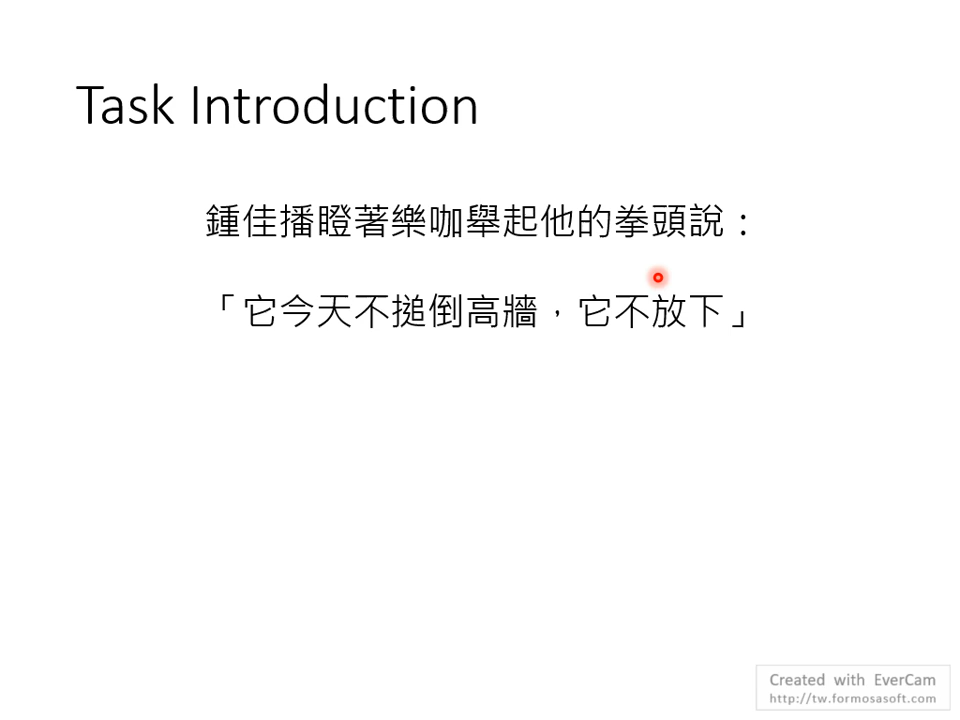 Task Introduction
鍾佳播瞪著樂咖舉起他的拳頭說：
「它今天不搥倒高牆，它不放下」
Created with EverCam
http://tw.formosasoft.com